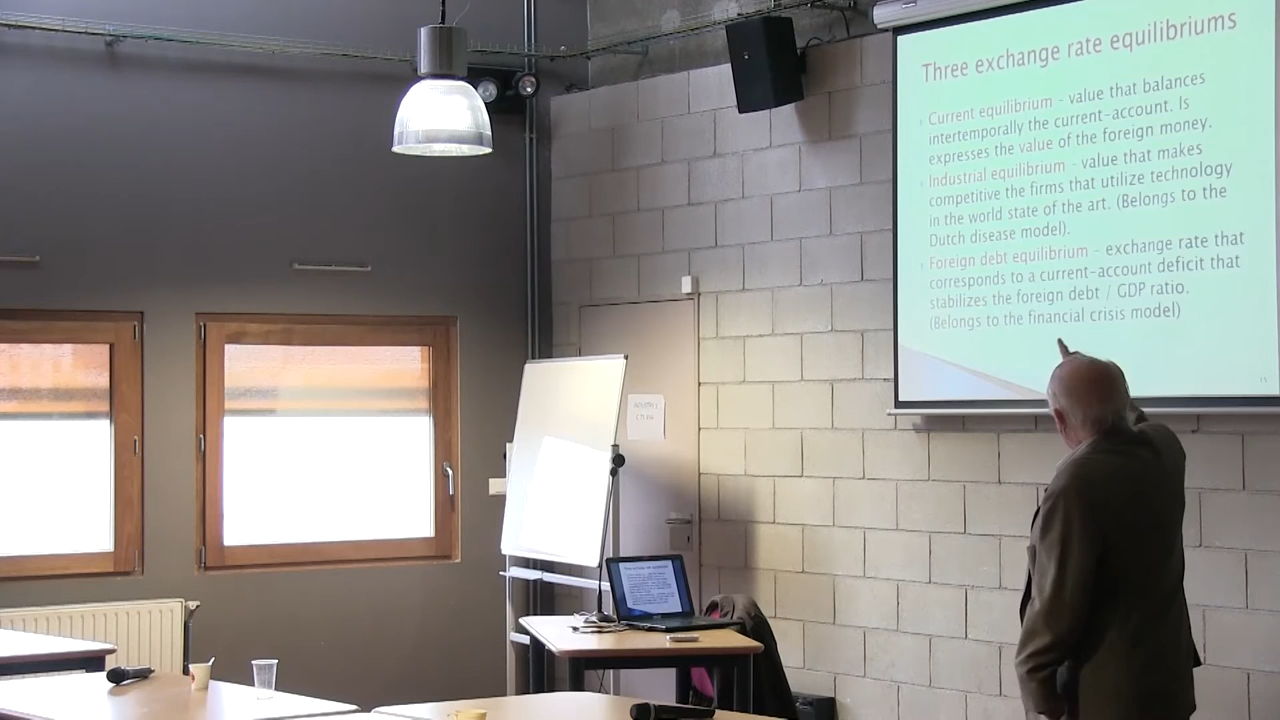 Three exchange rate equilibriums
Current equilibrium – value that balances
intertemporally the current-account. Is
expresses the value of the foreign money.
Industrial equilibrium – value that makes
competitive the firms that utilize technology
in the world state of the art. (Belongs to the
Dutch disease model).
Foreign debt equilibrium – exchange rate that
corresponds to a current-account deficit that
stabilizes the foreign debt / GDP ratio.
(Belongs to the financial crisis model)